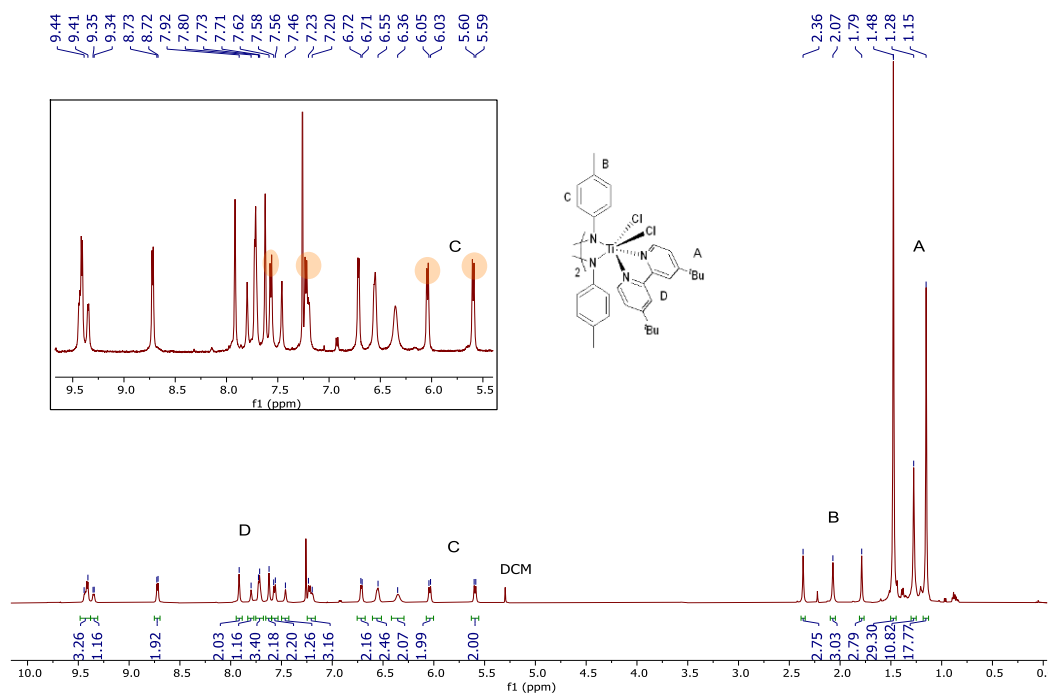 9.44 9.41 9.35 9.34 8.73 8.72 7.92 7.80 7.73 7.71 7.62 7.58 7.56 7.46 7.23 7.20 6.72 6.71 6.55 6.36 6.05 6.03 5.60 5.59 2.36 2.07 1.79 1.48 1.28 1.15
C
9.5 9.0 8.5 8.0 7.5 7.0 6.5 6.0 5.5
f1 (ppm)
B
C
Cl
N
Cl
Ti
N
A
2
N
N
tBu
D
tBu
A
D
C
B
DCM
3.26 1.16 1.92 2.03 1.16 3.40 2.18 2.20 1.26 3.16 2.16 2.46 2.07 1.99 2.00 2.75 3.03 2.79 29.30 10.82 17.77
10.0 9.5 9.0 8.5 8.0 7.5 7.0 6.5 6.0 5.5 5.0 4.5 4.0 3.5 3.0 2.5 2.0 1.5 1.0 0.5 0.
f1 (ppm)